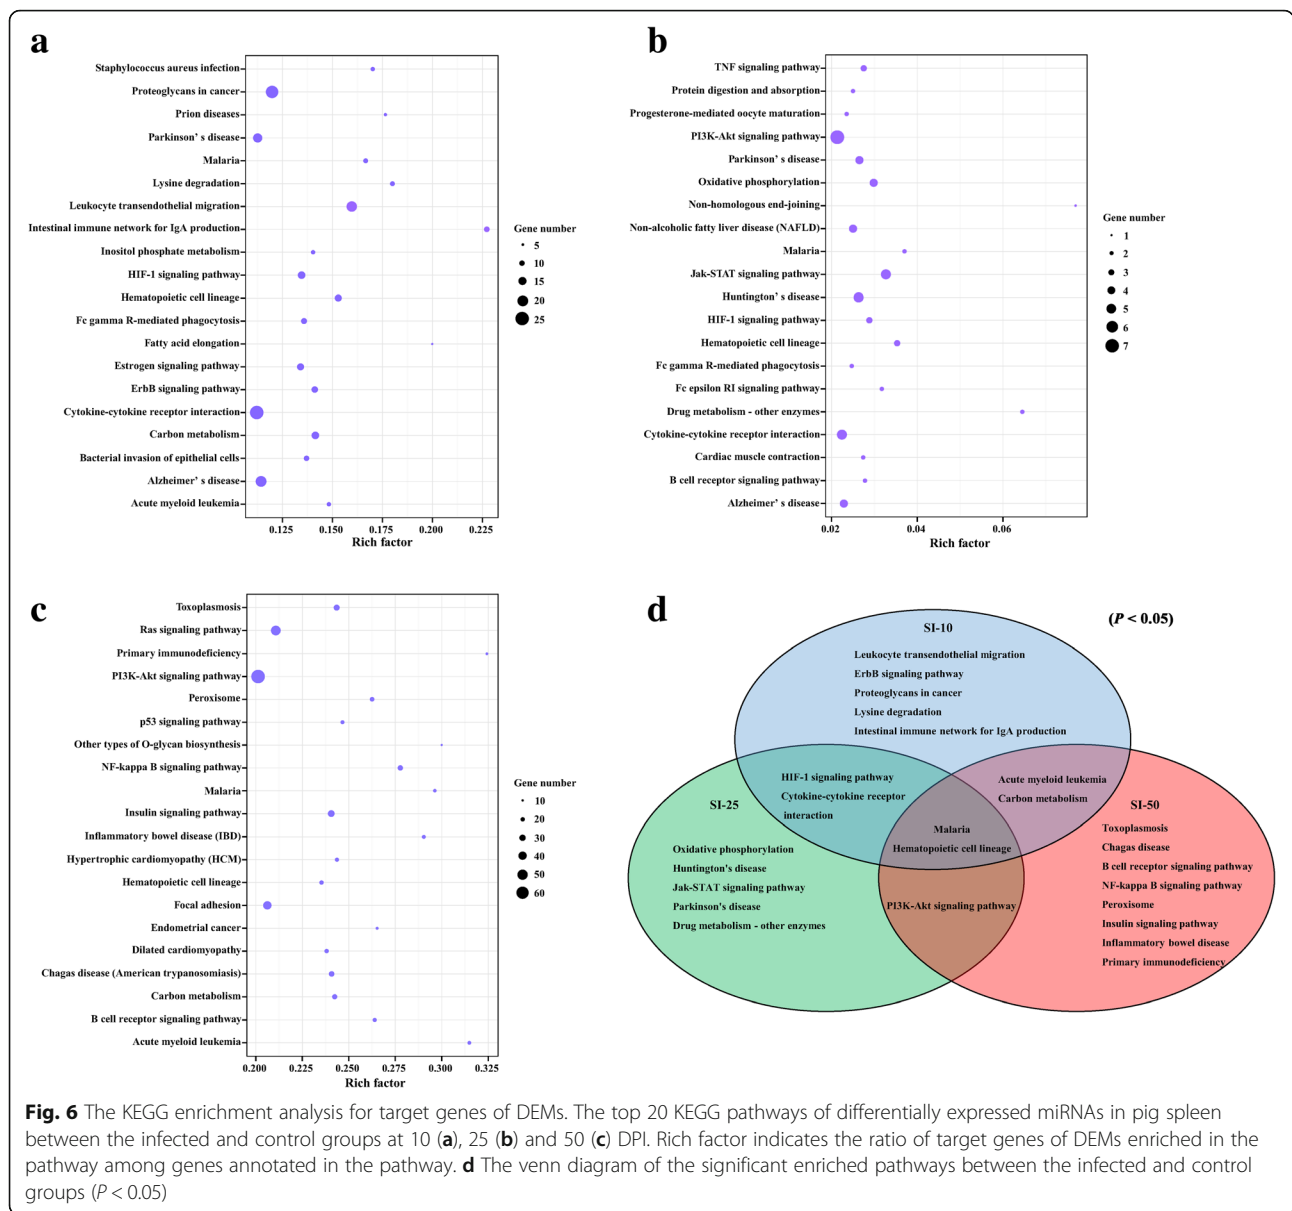 a
Staphylococcus aureus infection
Proteoglycans in cancer
Prion diseases
Parkinson’ s disease
Malaria
Lysine degradation
Leukocyte transendothelial migration
Intestinal immune network for IgA production
Inositol phosphate metabolism
HIF-1 signaling pathway
Hematopoietic cell lineage
Fc gamma R-mediated phagocytosis
Fatty acid elongation
Estrogen signaling pathway
ErbB signaling pathway
Cytokine-cytokine receptor interaction
Carbon metabolism
Bacterial invasion of epithelial cells
Alzheimer’ s disease
Acute myeloid leukemia
0.125 0.150 0.175 0.200 0.225
Rich factor
Gene number
5
10
15
20
25
b
TNF signaling pathway
Protein digestion and absorption
Progesterone-mediated oocyte maturation
PI3K-Akt signaling pathway
Parkinson’ s disease
Oxidative phosphorylation
Non-homologous end-joining
Non-alcoholic fatty liver disease (NAFLD)
Malaria
Jak-STAT signaling pathway
Huntington’ s disease
HIF-1 signaling pathway
Hematopoietic cell lineage
Fc gamma R-mediated phagocytosis
Fc epsilon RI signaling pathway
Drug metabolism - other enzymes
Cytokine-cytokine receptor interaction
Cardiac muscle contraction
B cell receptor signaling pathway
Alzheimer’ s disease
0.02 0.04 0.06
Rich factor
Gene number
1
2
3
4
5
6
7
c
Toxoplasmosis
Ras signaling pathway
Primary immunodeficiency
PI3K-Akt signaling pathway
Peroxisome
p53 signaling pathway
Other types of O-glycan biosynthesis
NF-kappa B signaling pathway
Malaria
Insulin signaling pathway
Inflammatory bowel disease (IBD)
Hypertrophic cardiomyopathy (HCM)
Hematopoietic cell lineage
Focal adhesion
Endometrial cancer
Dilated cardiomyopathy
Chagas disease (American trypanosomiasis)
Carbon metabolism
B cell receptor signaling pathway
Acute myeloid leukemia
0.200 0.225 0.250 0.275 0.300 0.325
Rich factor
Gene number
10
20
30
40
50
60
d
(P < 0.05)
SI-10
Leukocyte transendothelial migration
ErbB signaling pathway
Proteoglycans in cancer
Lysine degradation
Intestinal immune network for IgA production
HIF-1 signaling pathway
Cytokine-cytokine receptor
interaction
Acute myeloid leukemia
Carbon metabolism
Malaria
Hematopoietic cell lineage
PI3K-Akt signaling pathway
SI-25
Oxidative phosphorylation
Huntington's disease
Jak-STAT signaling pathway
Parkinson's disease
Drug metabolism - other enzymes
SI-50
Toxoplasmosis
Chagas disease
B cell receptor signaling pathway
NF-kappa B signaling pathway
Peroxisome
Insulin signaling pathway
Inflammatory bowel disease
Primary immunodeficiency
Fig. 6 The KEGG enrichment analysis for target genes of DEMs. The top 20 KEGG pathways of differentially expressed miRNAs in pig spleen
between the infected and control groups at 10 (a), 25 (b) and 50 (c) DPI. Rich factor indicates the ratio of target genes of DEMs enriched in the
pathway among genes annotated in the pathway. d The venn diagram of the significant enriched pathways between the infected and control
groups (P < 0.05)